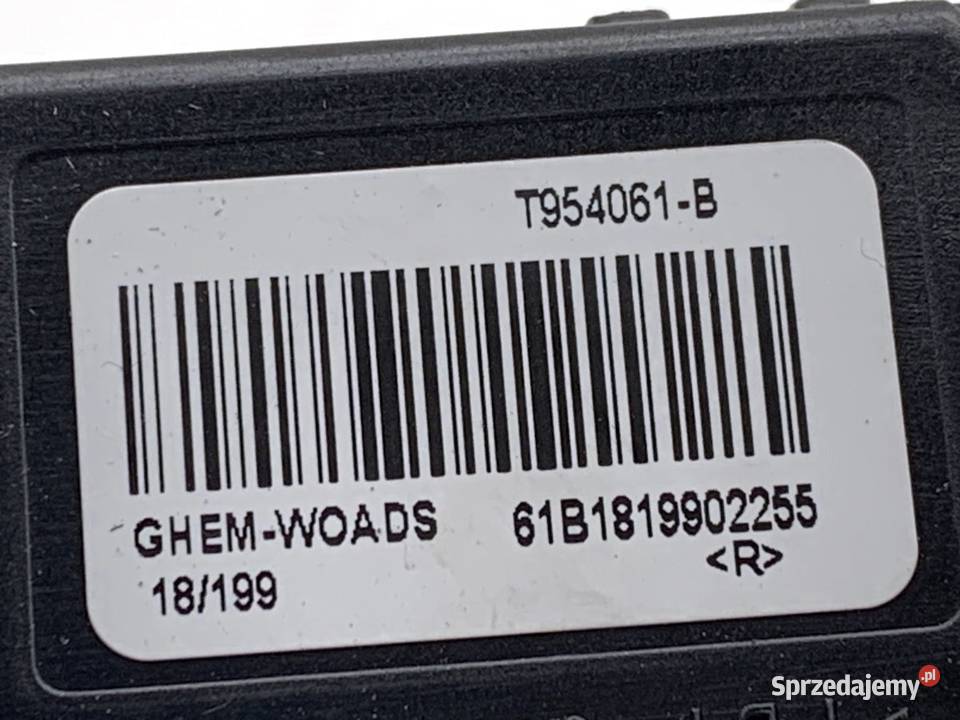 T954061-B
GHEM-WOADS 61B1819902255
18/199 <R>
Sprzedajemy.pl